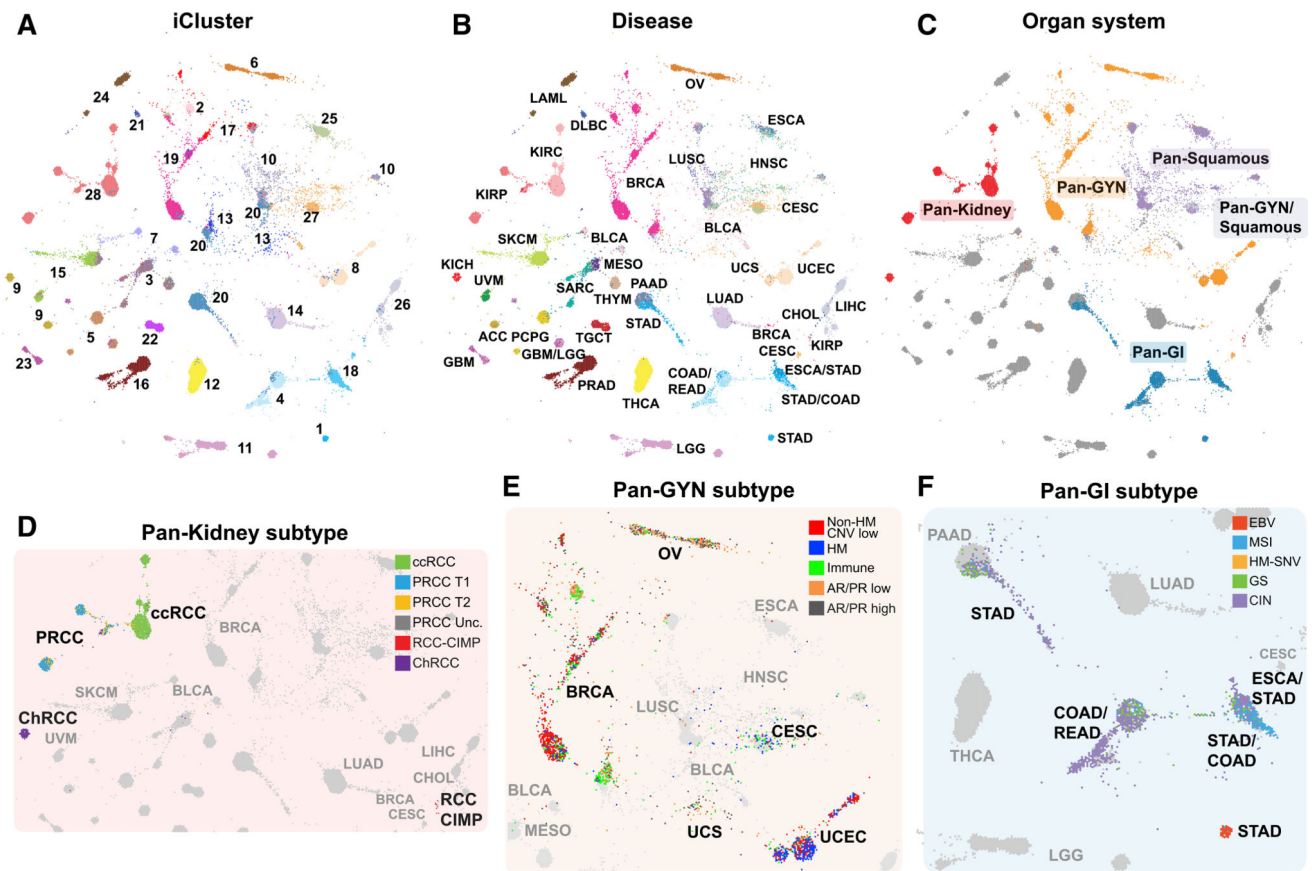 A
iCluster
6
24
2
21
17
25
19
10
10
28
20
27
13
20
13
7
15
3
8
9
20
14
26
9
5
22
23
16
12
18
4
1
11
B
Disease
OV
LAML
DLBC
ESCA
KIRC
LUSC
HNSC
BRCA
KIRP
CESC
SKCM
BLCA
BLCA
KICH
MESO
UCS
UCEC
UVM
PAAD
SARC
THYM
LUAD
LIHC
CHOL
ACC
PCPG
TGCT
STAD
BRCA
KIRP
GBM
GBM/LGG
CESC
PRAD
COAD/
READ
ESCA/STAD
THCA
STAD/COAD
LGG
STAD
C
Organ system
Pan-Squamous
Pan-GYN
Pan-Kidney
Pan-GYN/
Squamous
Pan-GI
D
Pan-Kidney subtype
ccRCC
PRCC T1
PRCC T2
PRCC Unc.
RCC-CIMP
ChRCC
ccRCC
PRCC
BRCA
SKCM
BLCA
ChRCC
UVM
LIHC
LUAD
CHOL
BRCA
CESC
RCC
CIMP
E
Pan-GYN subtype
Non-HM
CNV low
HM
Immune
AR/PR low
AR/PR high
OV
ESCA
BRCA
HNSC
LUSC
CESC
BLCA
BLCA
MESO
UCS
UCEC
F
Pan-GI subtype
EBV
MSI
HM-SNV
GS
CIN
PAAD
LUAD
STAD
CESC
ESCA/
STAD
COAD/
READ
STAD/
COAD
THCA
STAD
LGG